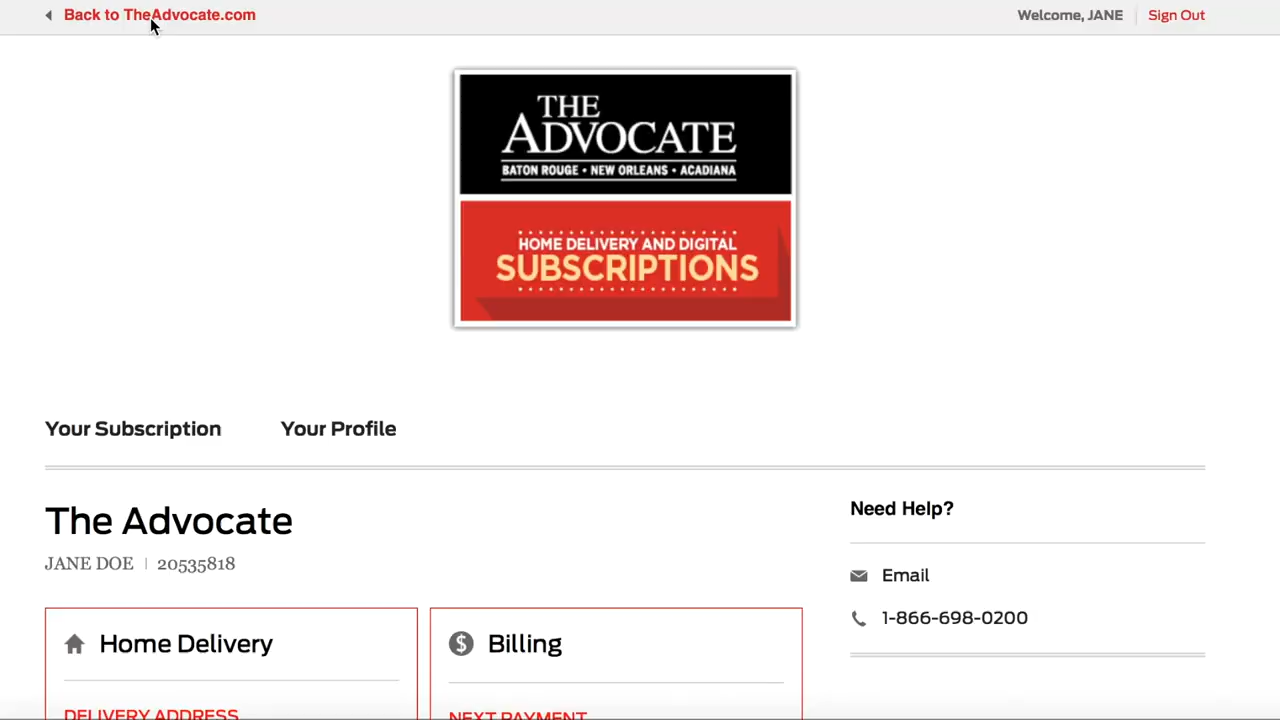 Back to TheAdvocate.com
Welcome, JANE
Sign Out
THE
ADVOCATE
BATON ROUGE • NEW ORLEANS • ACADIANA
HOME DELIVERY AND DIGITAL
SUBSCRIPTIONS
Your Subscription
Your Profile
The Advocate
JANE DOE | 20535818
Need Help?
Email
1-866-698-0200
Home Delivery
Billing
DELIVERY ADDRESS
NEXT PAYMENT